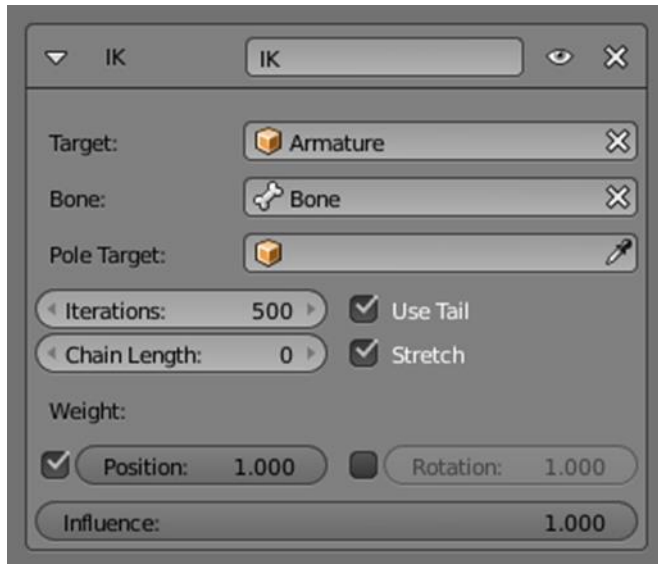 IK IK
Target: Armature
Bone: Bone
Pole Target:
Iterations: 500 Use Tail
Chain Length: 0 Stretch
Weight:
Position: 1.000 Rotation: 1.000
Influence: 1.000